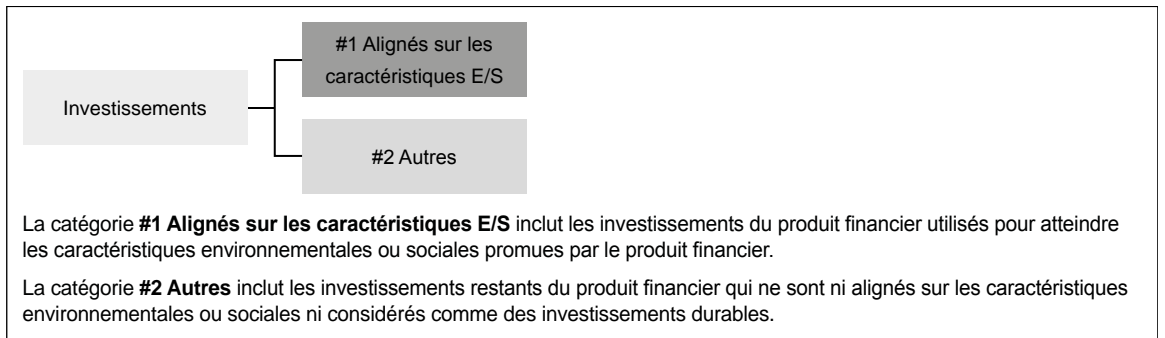 #1 Alignés sur les
caractéristiques E/S
Investissements
#2 Autres
La catégorie #1 Alignés sur les caractéristiques E/S inclut les investissements du produit financier utilisés pour atteindre
les caractéristiques environnementales ou sociales promues par le produit financier.
La catégorie #2 Autres inclut les investissements restants du produit financier qui ne sont ni alignés sur les caractéristiques
environnementales ou sociales ni considérés comme des investissements durables.